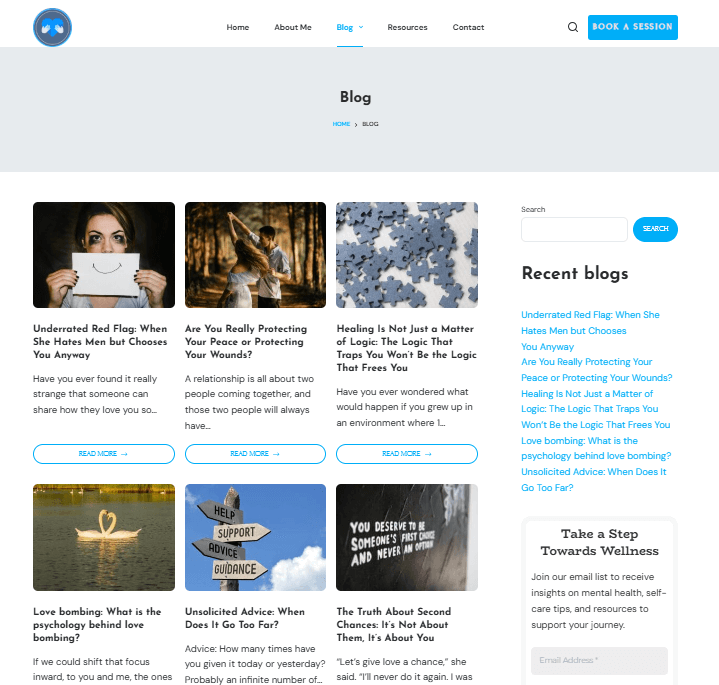 Home
About Me
Blog
Resources
Contact
BOOK A SESSION
Blog
HOME > BLOG
Underrated Red Flag: When
She Hates Men but Chooses
You Anyway
Have you ever found it really
strange that someone can
share how they love you so…
READ MORE →
Are You Really Protecting
Your Peace or Protecting
Your Wounds?
A relationship is all about two
people coming together, and
those two people will always
have…
READ MORE →
Healing Is Not Just a Matter
of Logic: The Logic That
Traps You Won't Be the Logic
That Frees You
Have you ever wondered what
would happen if you grew up in
an environment where 1…
READ MORE →
HELP
SUPPORT
ADVICE
GUIDANCE
YOU DESERVE TO BE
SOMEONE'S FIRST CHOICE
AND NEVER AN OPTION
Love bombing: What is the
psychology behind love
bombing?
If we could shift that focus
inward, to you and me, the ones
Unsolicited Advice: When
Does It Go Too Far?
Advice: How many times have
you given it today or yesterday?
Probably an infinite number of…
The Truth About Second
Chances: It's Not About
Them, It's About You
“Let's give love a chance,” she
said. “I'll never do it again. I was
Search
SEARCH
Recent blogs
Underrated Red Flag: When She
Hates Men but Chooses
You Anyway
Are You Really Protecting Your
Peace or Protecting Your Wounds?
Healing Is Not Just a Matter of
Logic: The Logic That Traps You
Won't Be the Logic That Frees You
Love bombing: What is the
psychology behind love bombing?
Unsolicited Advice: When Does It
Go Too Far?
Take a Step
Towards Wellness
Join our email list to receive
insights on mental health, self-
care tips, and resources to
support your journey.
Email Address *